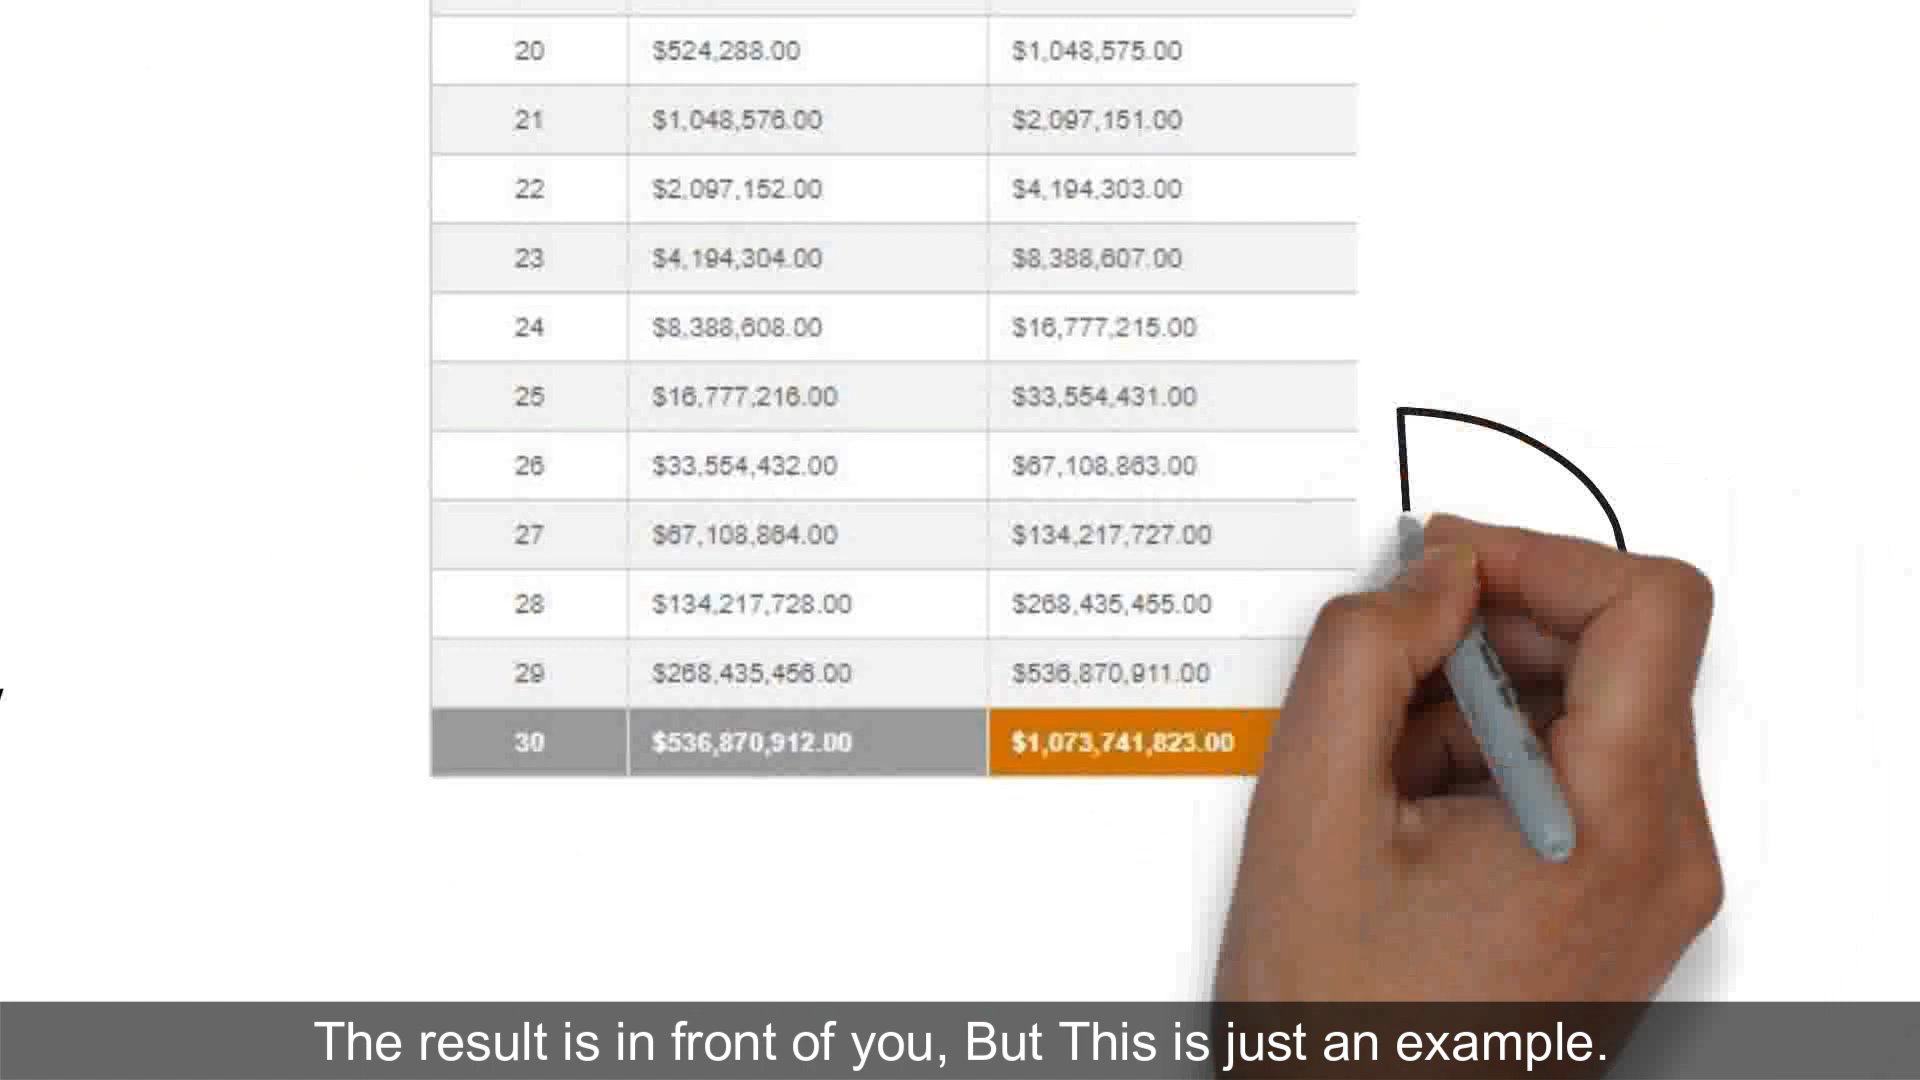 20 $524,288.00 $1,048,575.00
21 $1,048,576.00 $2,097,151.00
22 $2,097,152.00 $4,194,303.00
23 $4,194,304.00 $8,388,607.00
24 $8,388,608.00 $16,777,215.00
25 $16,777,216.00 $33,554,431.00
26 $33,554,432.00 $67,108,863.00
27 $67,108,864.00 $134,217,727.00
28 $134,217,728.00 $268,435,455.00
29 $268,435,456.00 $536,870,911.00
30 $536,870,912.00 $1,073,741,823.00
The result is in front of you, But This is just an example.